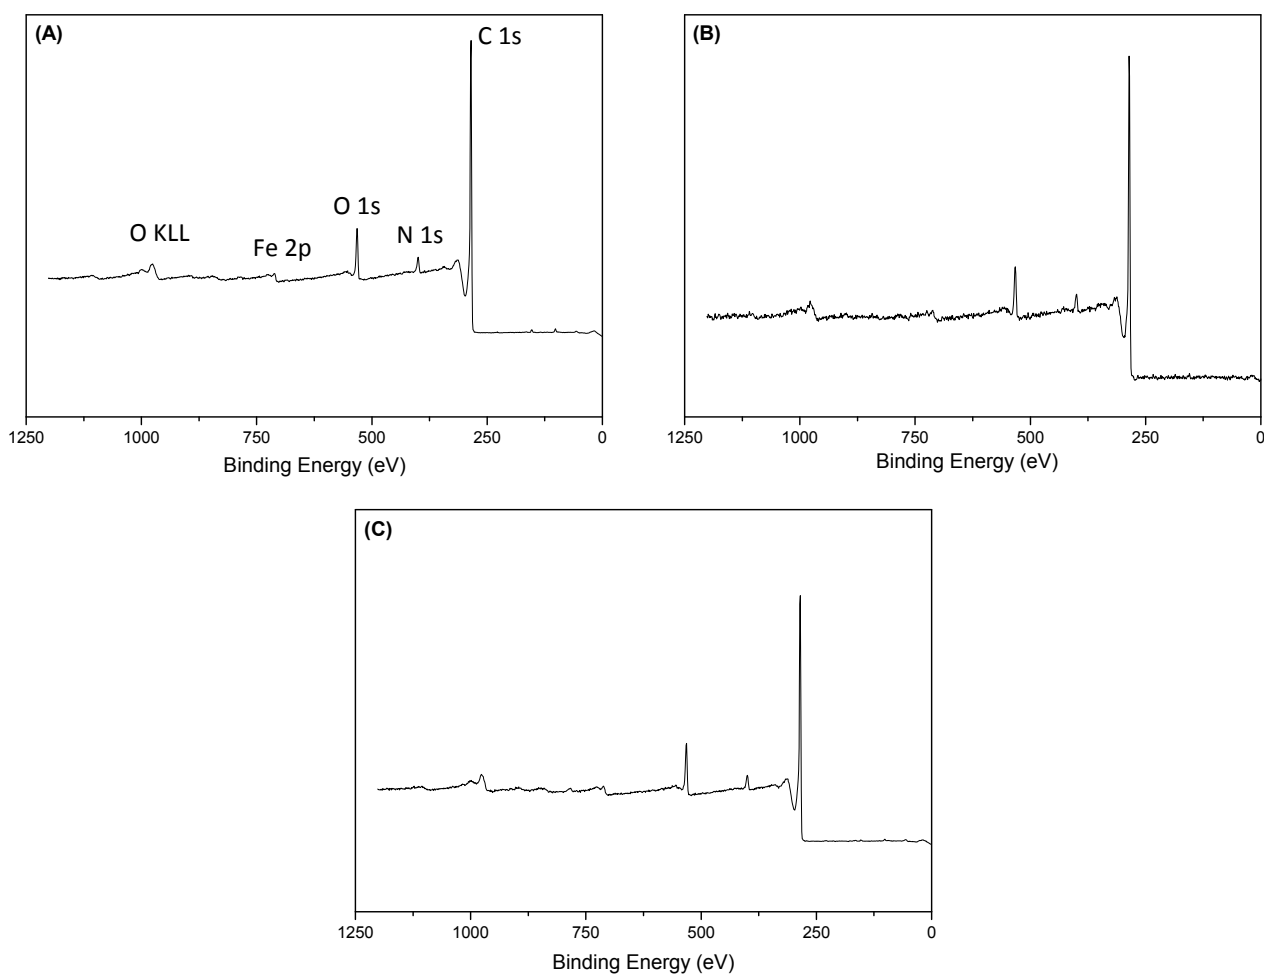 (A)
C 1s
O 1s
O KLL
N 1s
Fe 2p
1250 1000 750 500 250 0
Binding Energy (eV)
(B)
1250 1000 750 500 250 0
Binding Energy (eV)
(C)
1250 1000 750 500 250 0
Binding Energy (eV)